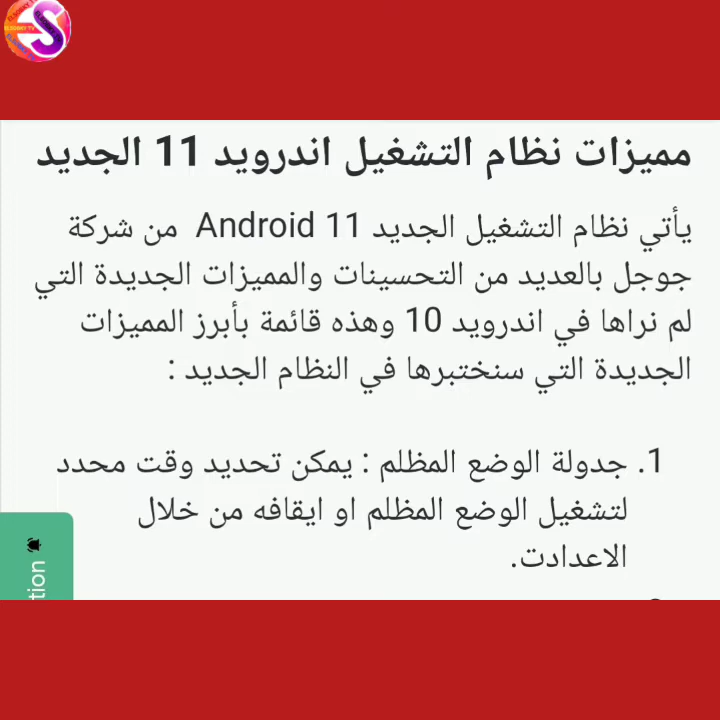 مميزات نظام التشغيل اندرويد 11 الجديد
يأتي نظام التشغيل الجديد Android 11 من شركة
جوجل بالعديد من التحسينات والمميزات الجديدة التي
لم نراها في اندرويد 10 وهذه قائمة بأبرز المميزات
الجديدة التي سنختبرها في النظام الجديد :
1. جدولة الوضع المظلم : يمكن تحديد وقت محدد
لتشغيل الوضع المظلم او ايقافه من خلال
الاعدادت.
tion